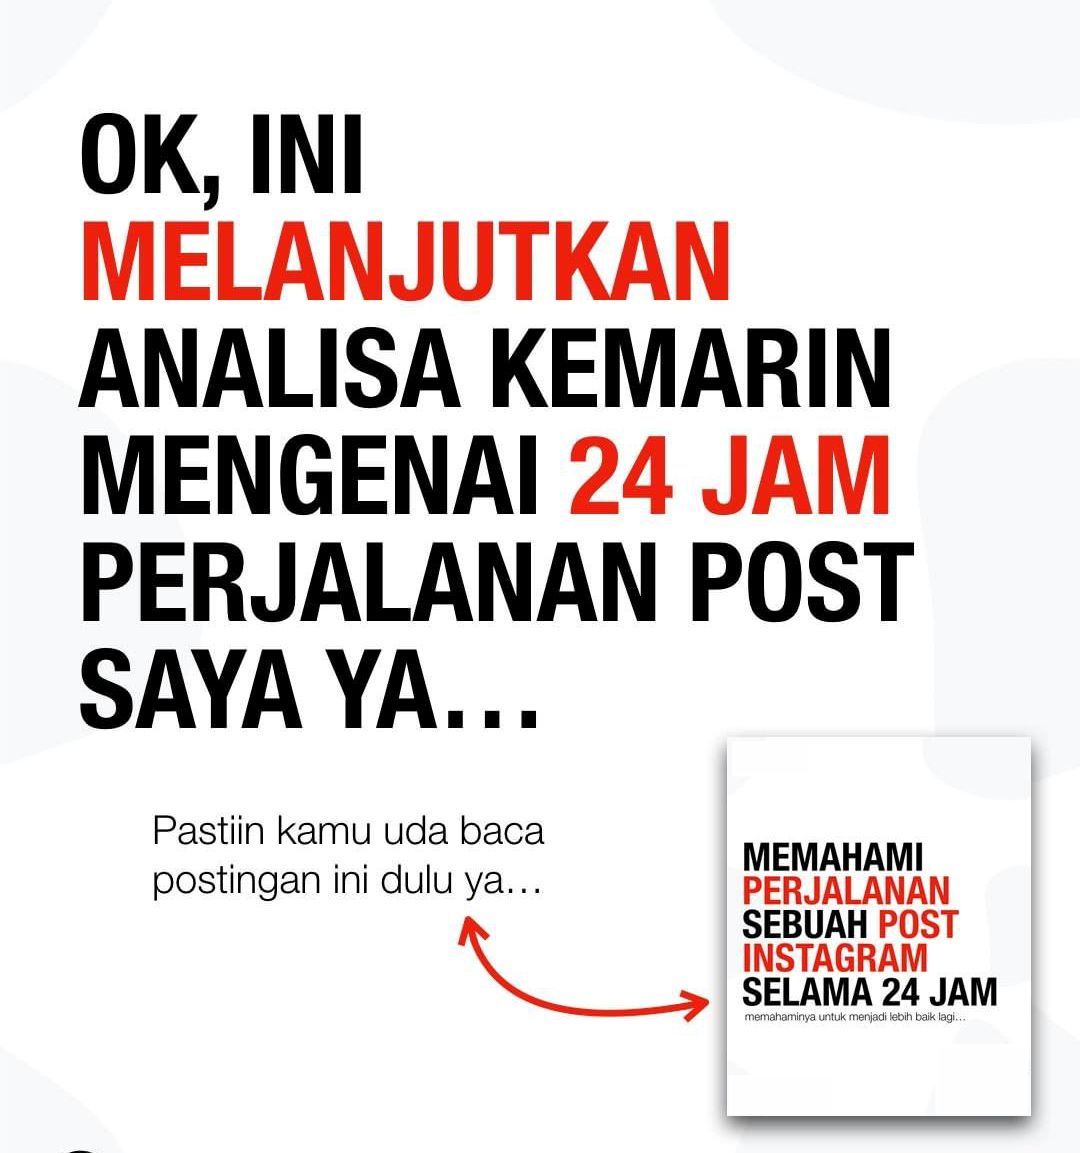 OK, INI
MELANJUTKAN
ANALISA KEMARIN
MENGENAI 24 JAM
PERJALANAN POST
SAYA YA...
Pastiin kamu uda baca
postingan ini dulu ya...
MEMAHAMI
PERJALANAN
SEBUAH POST
INSTAGRAM
SELAMA 24 JAM
memahaminya untuk menjadi lebih baik lagi...